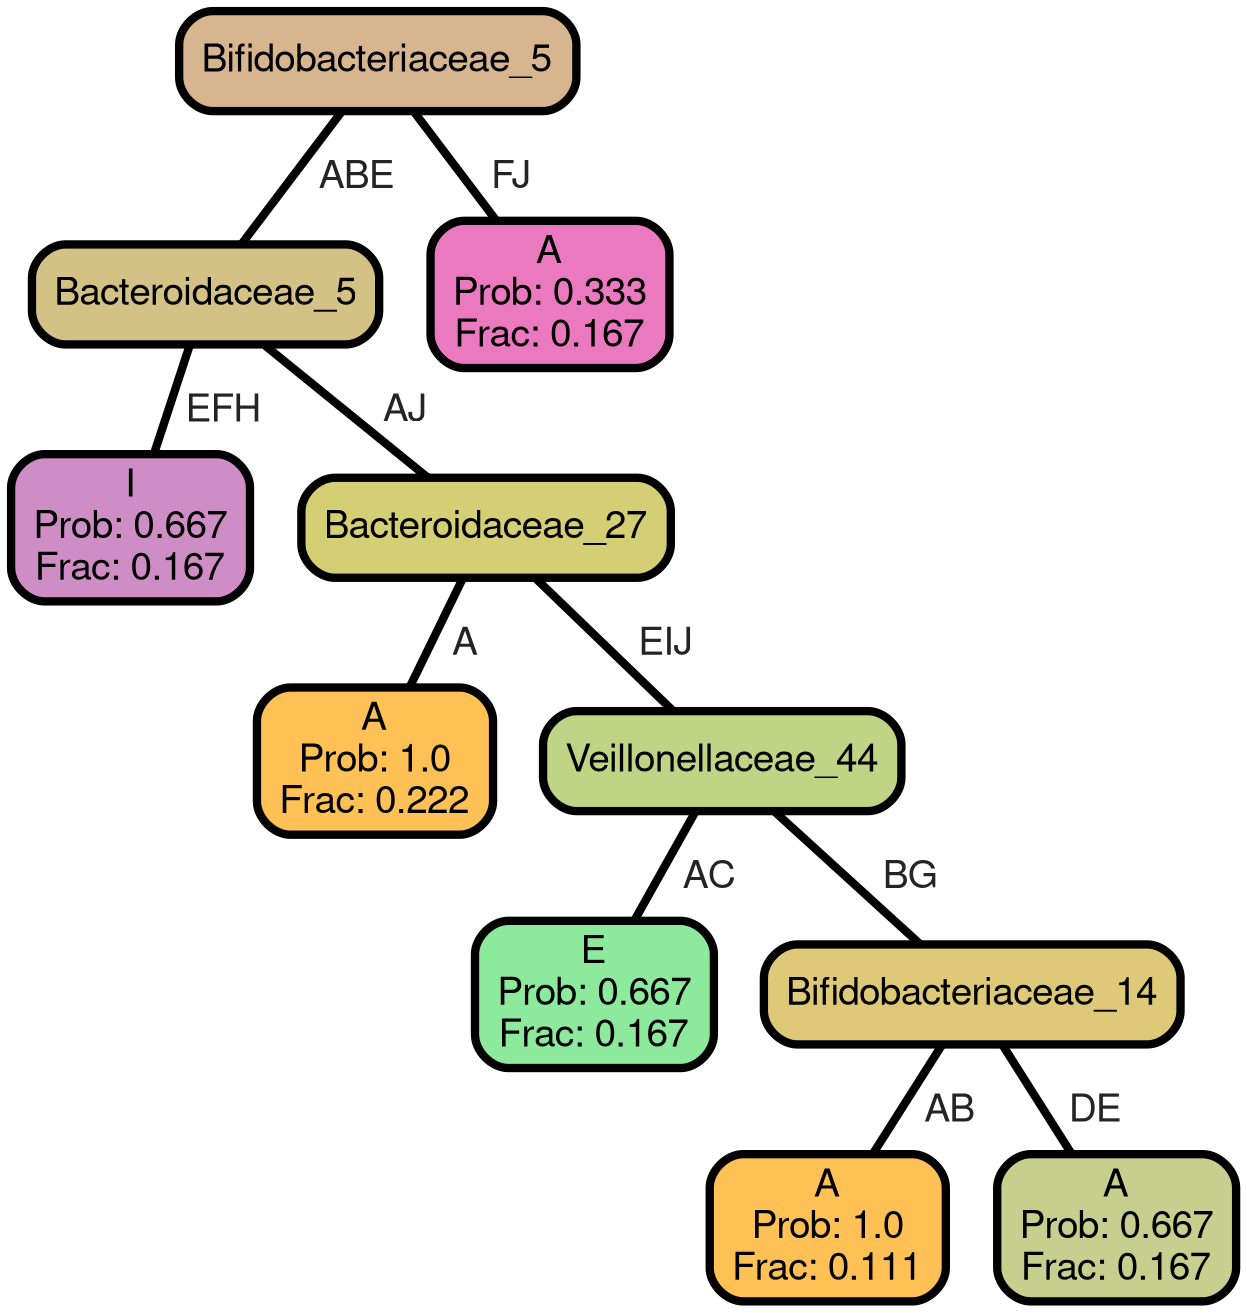 Bifidobacteriaceae_5
ABE
FJ
Bacteroidaceae_5
A
Prob: 0.333
Frac: 0.167
EFH
AJ
I
Prob: 0.667
Frac: 0.167
Bacteroidaceae_27
A
EIJ
A
Prob: 1.0
Frac: 0.222
Veillonellaceae_44
AC
BG
E
Prob: 0.667
Frac: 0.167
Bifidobacteriaceae_14
AB
DE
A
Prob: 1.0
Frac: 0.111
A
Prob: 0.667
Frac: 0.167